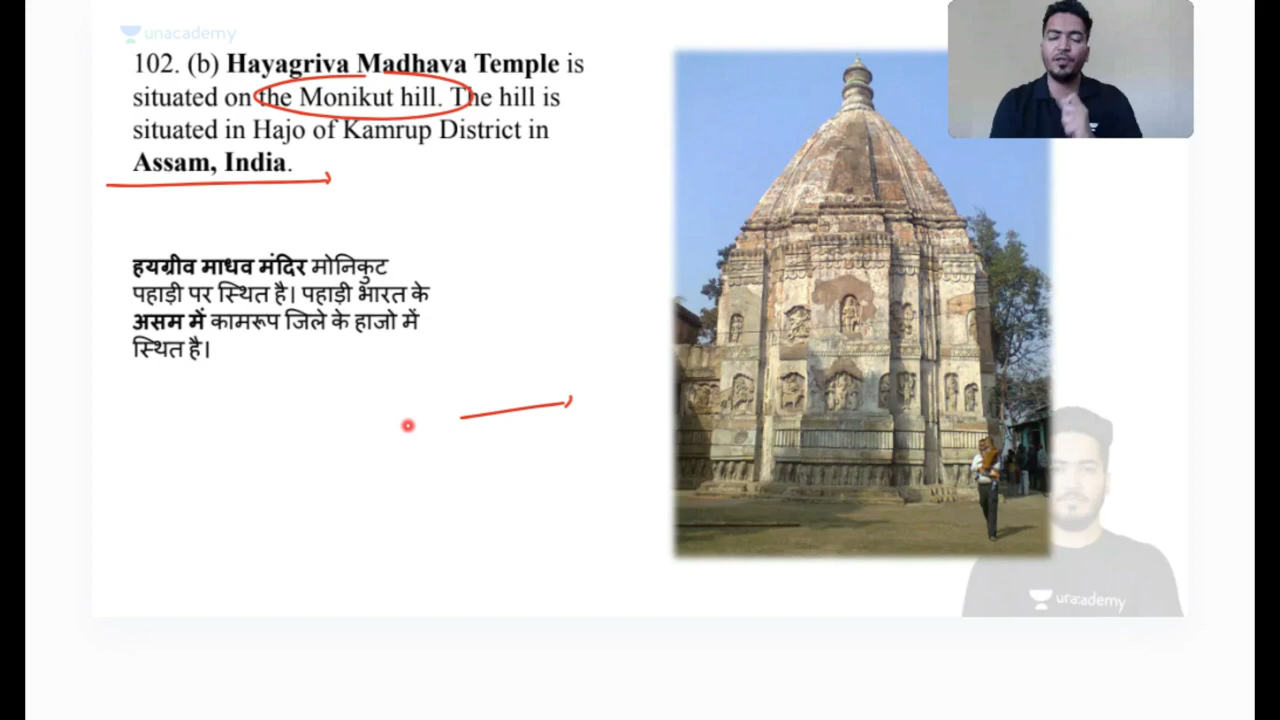 unacademy
102. (b) Hayagriva Madhava Temple is
situated on the Monikut hill. The hill is
situated in Hajo of Kamrup District in
Assam, India.
हयग्रीव माधव मंदिर मोनिकुट
पहाड़ी पर स्थित है। पहाड़ी भारत के
असम में कामरूप जिले के हाजो में
स्थित है।
unacademy